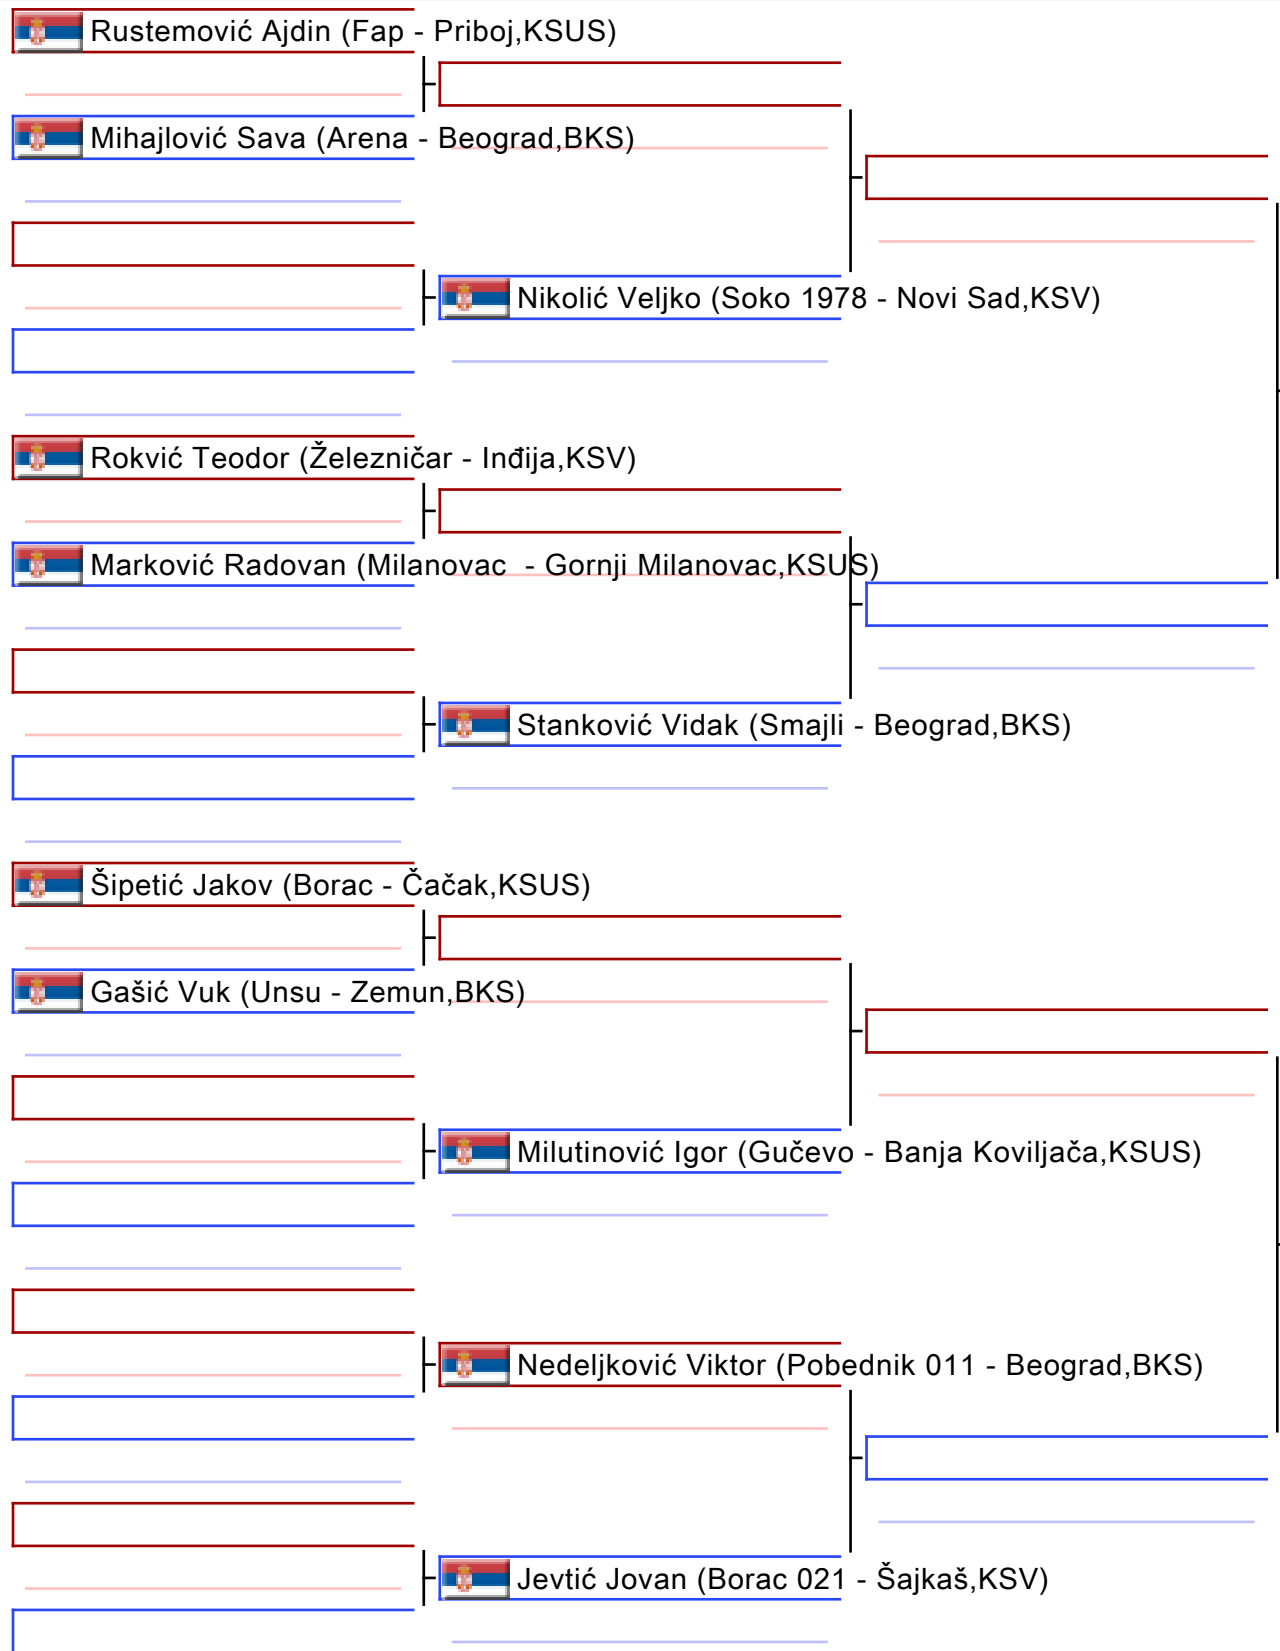 Rustemović Ajdin (Fap - Priboj,KSUS)
Mihajlović Sava (Arena - Beograd,BKS)
Nikolić Veljko (Soko 1978 - Novi Sad,KSV)
Rokvić Teodor (Železničar - Inđija,KSV)
Marković Radovan (Milanovac  - Gornji Milanovac,KSUS)
Stanković Vidak (Smajli - Beograd,BKS)
Šipetić Jakov (Borac - Čačak,KSUS)
Gašić Vuk (Unsu - Zemun,BKS)
Milutinović Igor (Gučevo - Banja Koviljača,KSUS)
Nedeljković Viktor (Pobednik 011 - Beograd,BKS)
Jevtić Jovan (Borac 021 - Šajkaš,KSV)